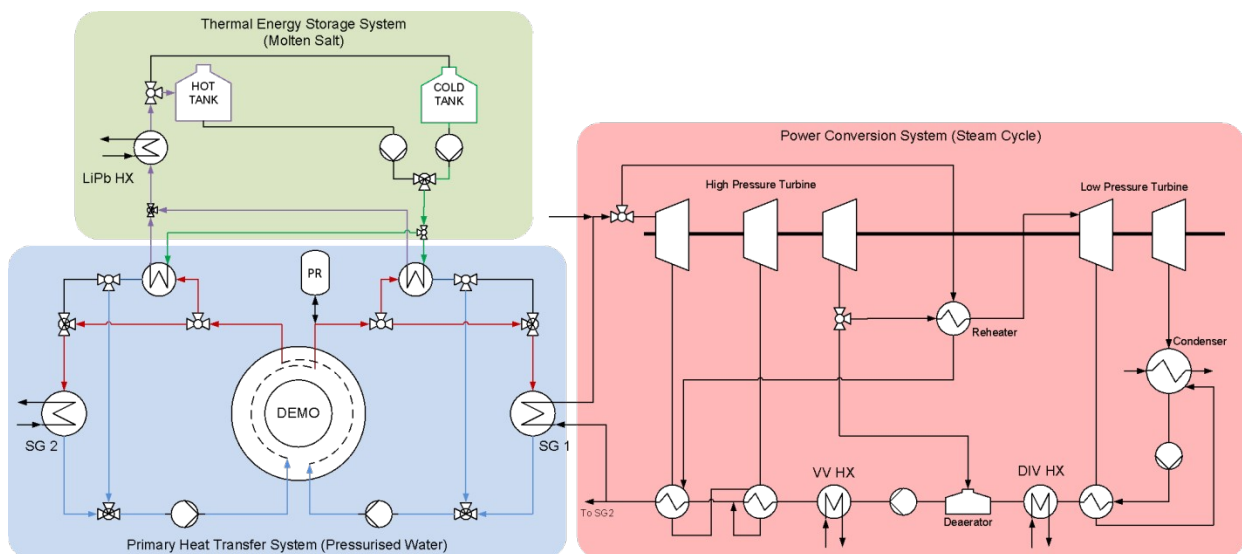 Thermal Energy Storage System
(Molten Salt)
HOT
TANK
COLD
TANK
LiPb HX
Power Conversion System (Steam Cycle)
High Pressure Turbine
Low Pressure Turbine
PR
Reheater
Condenser
DEMO
SG 2
SG 1
VV HX
DIV HX
To SG2
Deaerator
Primary Heat Transfer System (Pressurised Water)